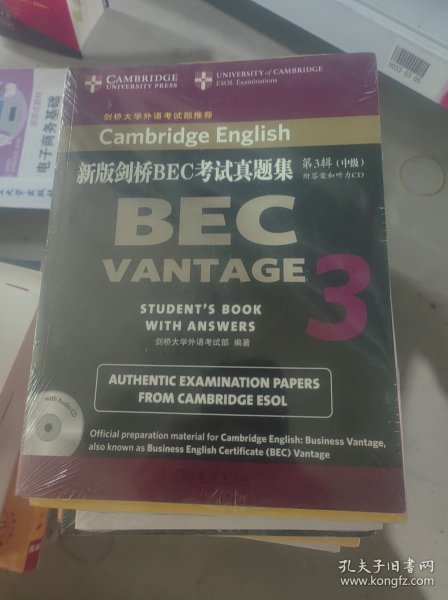 CAMBRIDGE
UNIVERSITY PRESS
UNIVERSITY of CAMBRIDGE
ESOL Examinations
剑桥大学外语考试部推荐
Cambridge English
新版剑桥BEC考试真题集
第3辑(中级)
附答案和听力CD
BEC
VANTAGE
3
STUDENT'S BOOK
WITH ANSWERS
剑桥大学外语考试部 编著
AUTHENTIC EXAMINATION PAPERS
FROM CAMBRIDGE ESOL
with Audio CD
Official preparation material for Cambridge English: Business Vantage,
also known as Business English Certificate (BEC) Vantage
商务印书馆
电子商务基础
孔夫子旧书网
www.kongfz.com